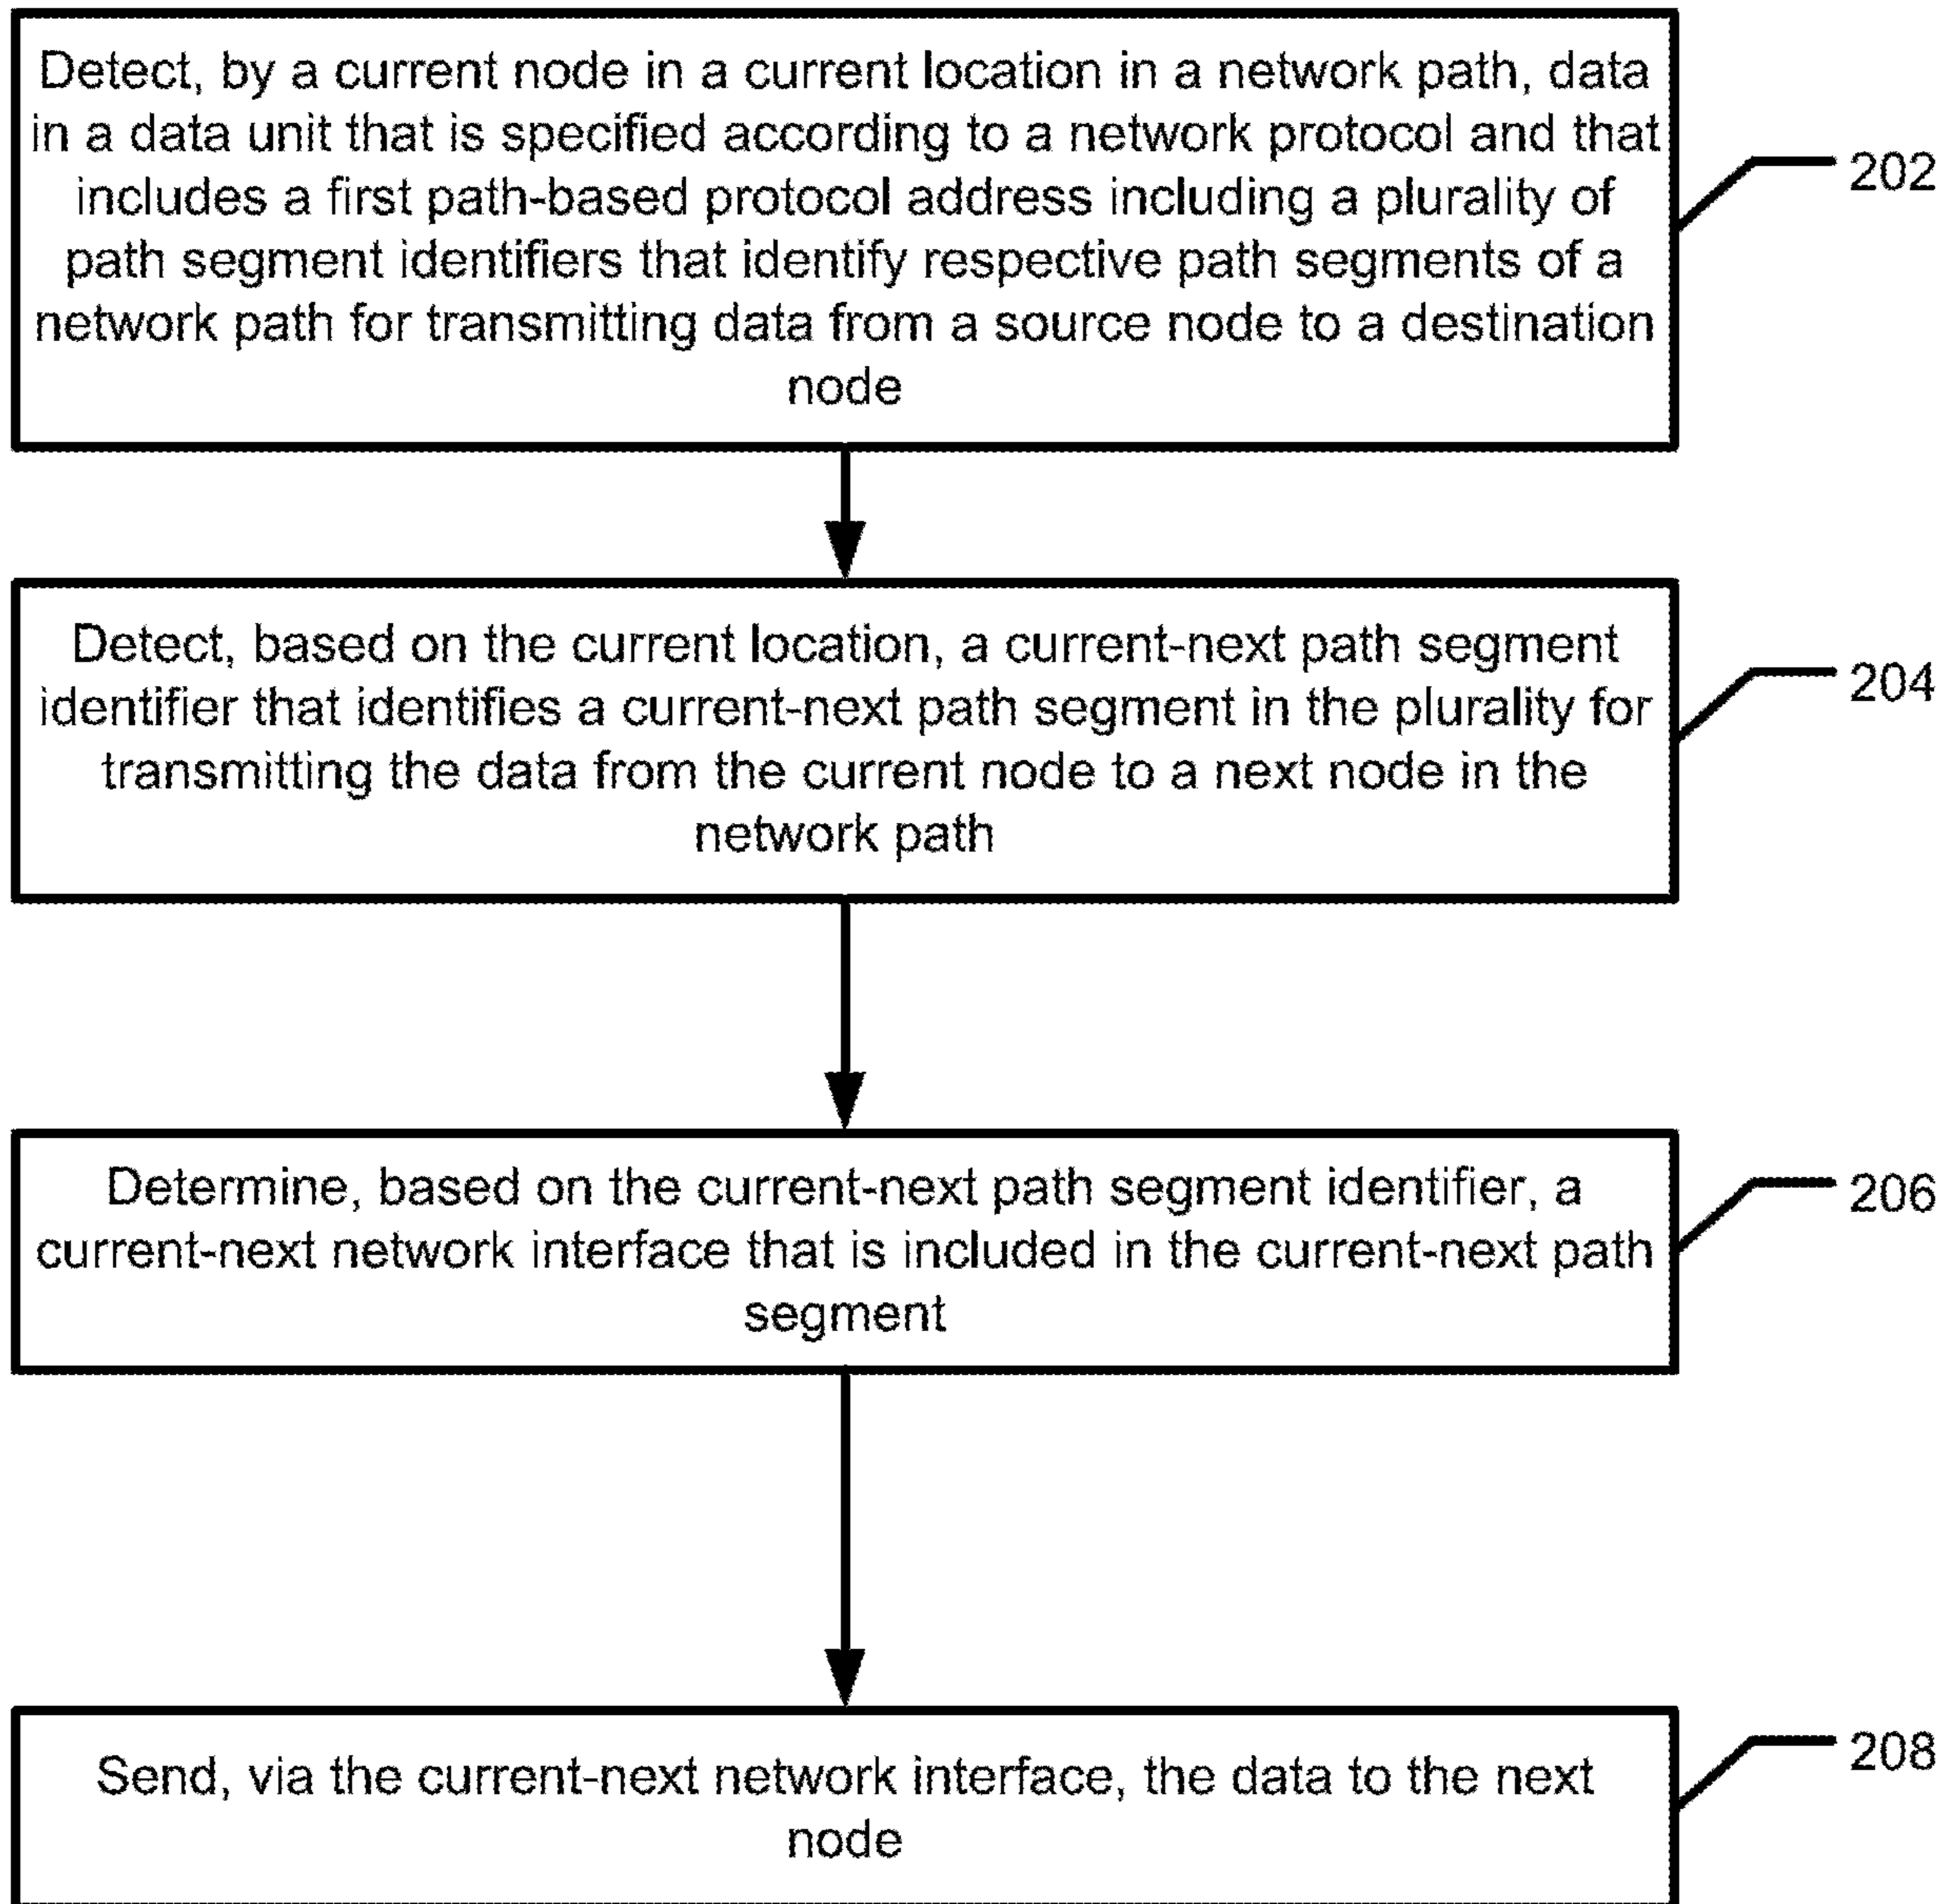 Detect, by a current node in a current location in a network path, data
in a data unit that is specified according to a network protocol and that
includes a first path-based protocol address including a plurality of
path segment identifiers that identify respective path segments of a
network path for transmitting data from a source node to a destination
node
202
Detect, based on the current location, a current-next path segment
identifier that identifies a current-next path segment in the plurality for
transmitting the data from the current node to a next node in the
network path
204
Determine, based on the current-next path segment identifier, a
current-next network interface that is included in the current-next path
segment
206
Send, via the current-next network interface, the data to the next
node
208